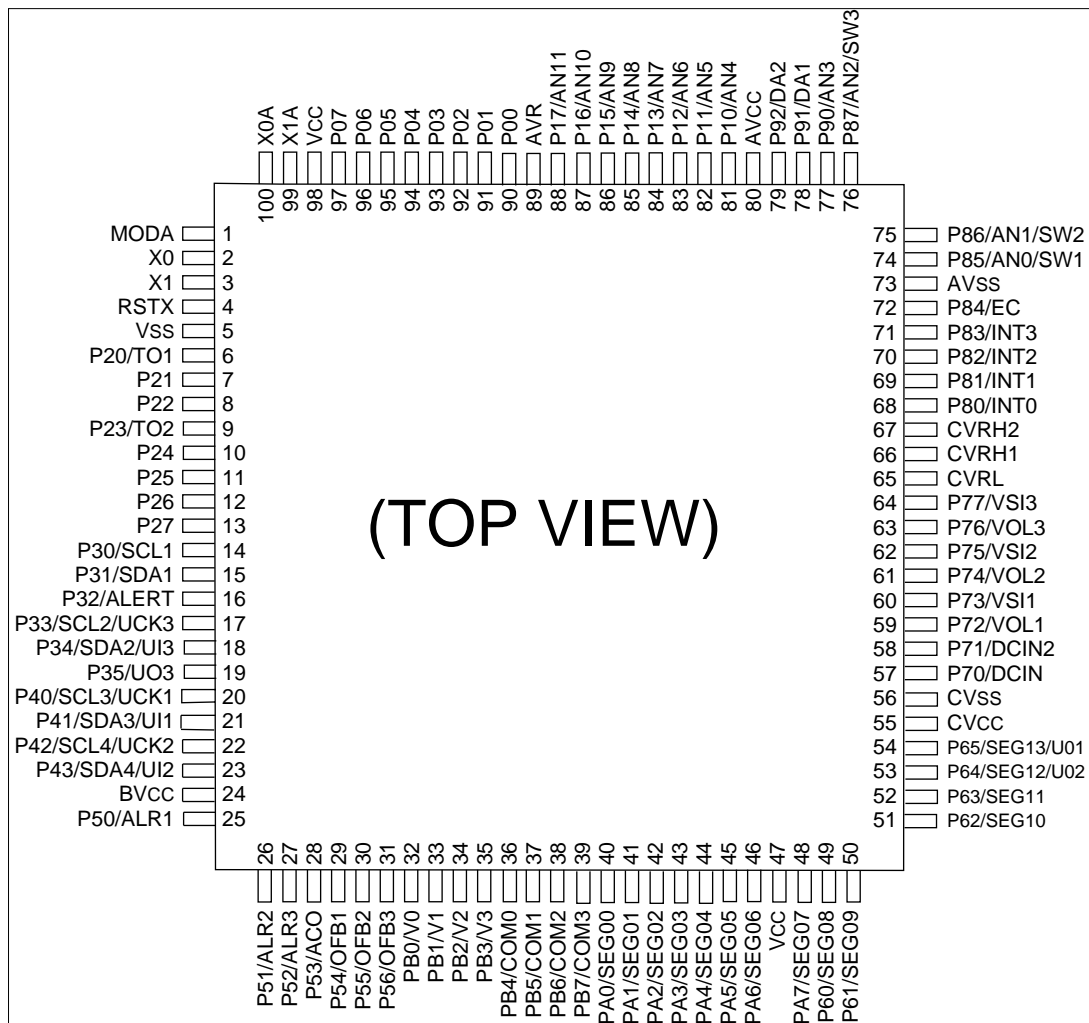 X0A
X1A
VCC
P07
P06
P05
P04
P03
P02
P01
P00
AVR
P17/AN11
P16/AN10
P15/AN9
P14/AN8
P13/AN7
P12/AN6
P11/AN5
P10/AN4
AVCC
P92/DA2
P91/DA1
P90/AN3
P87/AN2/SW3
100
99
98
97
96
95
94
93
92
91
90
89
88
87
86
85
84
83
82
81
80
79
78
77
76
MODA 1
X0 2
X1 3
RSTX 4
VSS 5
P20/TO1 6
P21 7
P22 8
P23/TO2 9
P24 10
P25 11
P26 12
P27 13
P30/SCL1 14
P31/SDA1 15
P32/ALERT 16
P33/SCL2/UCK3 17
P34/SDA2/UI3 18
P35/UO3 19
P40/SCL3/UCK1 20
P41/SDA3/UI1 21
P42/SCL4/UCK2 22
P43/SDA4/UI2 23
BVCC 24
P50/ALR1 25
(TOP VIEW)
75 P86/AN1/SW2
74 P85/AN0/SW1
73 AVSS
72 P84/EC
71 P83/INT3
70 P82/INT2
69 P81/INT1
68 P80/INT0
67 CVRH2
66 CVRH1
65 CVRL
64 P77/VSI3
63 P76/VOL3
62 P75/VSI2
61 P74/VOL2
60 P73/VSI1
59 P72/VOL1
58 P71/DCIN2
57 P70/DCIN
56 CVSS
55 CVCC
54 P65/SEG13/U01
53 P64/SEG12/U02
52 P63/SEG11
51 P62/SEG10
26
27
28
29
30
31
32
33
34
35
36
37
38
39
40
41
42
43
44
45
46
47
48
49
50
P51/ALR2
P52/ALR3
P53/ACO
P54/OFB1
P55/OFB2
P56/OFB3
PB0/V0
PB1/V1
PB2/V2
PB3/V3
PB4/COM0
PB5/COM1
PB6/COM2
PB7/COM3
PA0/SEG00
PA1/SEG01
PA2/SEG02
PA3/SEG03
PA4/SEG04
PA5/SEG05
PA6/SEG06
VCC
PA7/SEG07
P60/SEG08
P61/SEG09